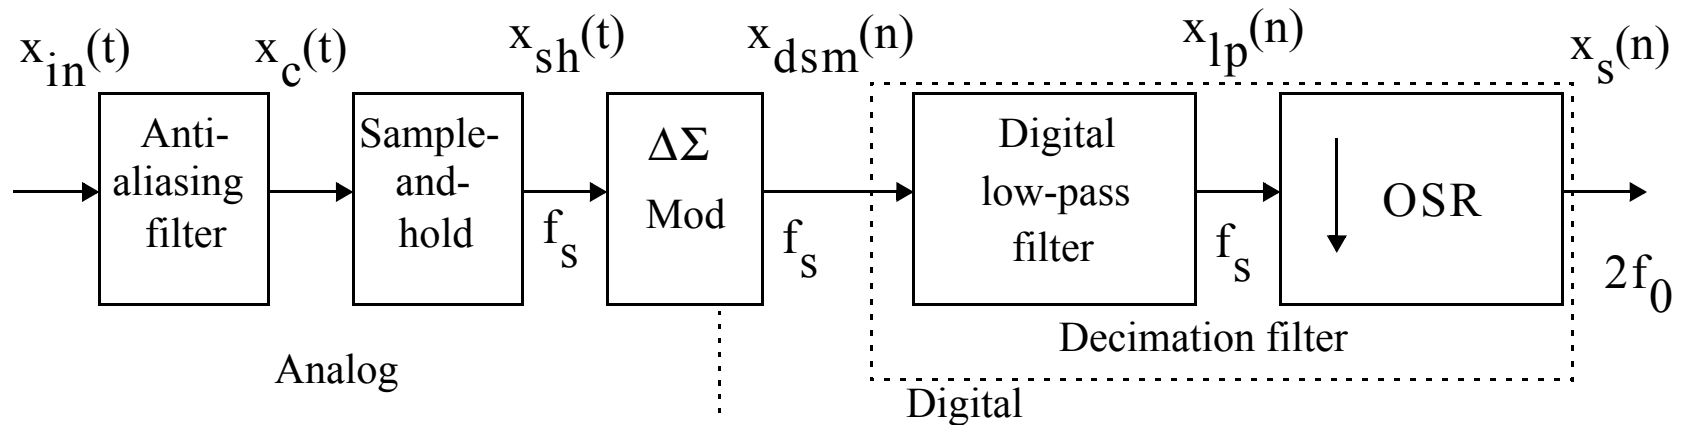 x_in(t) x_c(t) x_sh(t) x_dsm(n) x_lp(n) x_s(n)
Anti-
aliasing
filter
Sample-
and-
hold
f_s
ΔΣ
Mod
f_s
Digital
low-pass
filter
f_s
OSR
2f_0
Decimation filter
Analog
Digital